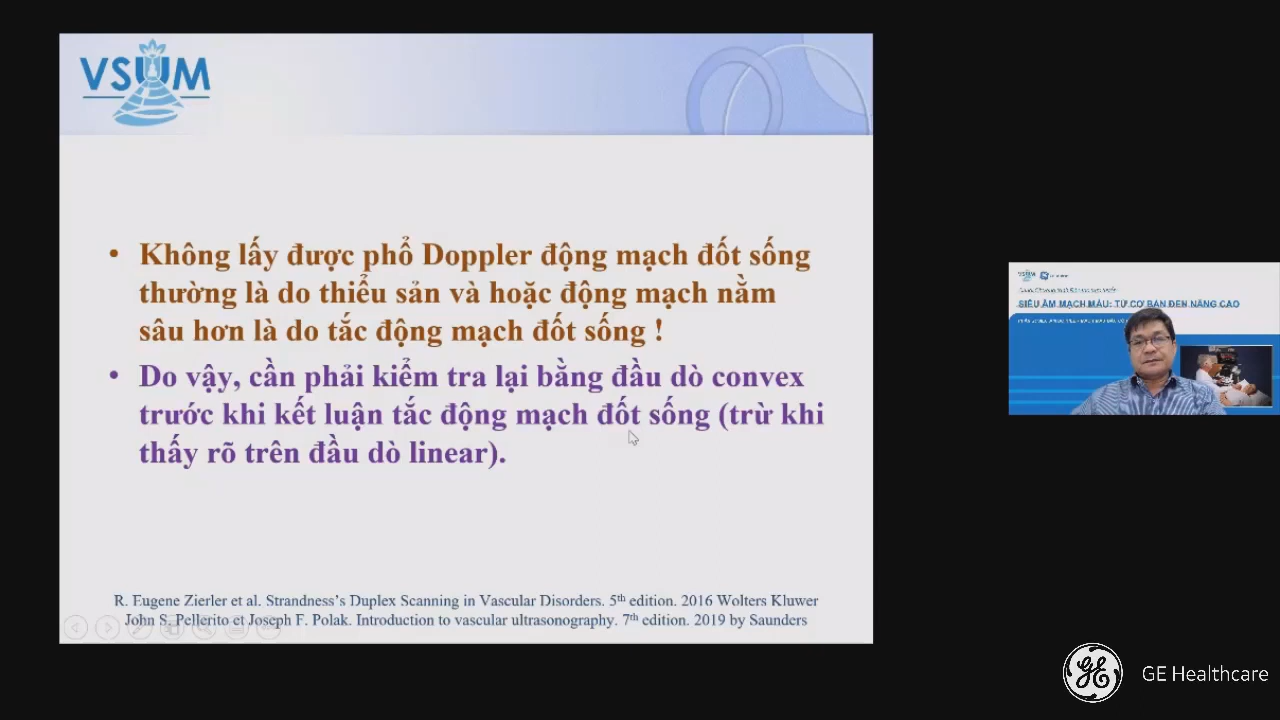 VSUM
• Không lấy được phổ Doppler động mạch đốt sống
thường là do thiểu sản và hoặc động mạch nằm
sâu hơn là do tắc động mạch đốt sống !
• Do vậy, cần phải kiểm tra lại bằng đầu dò convex
trước khi kết luận tắc động mạch đốt sống (trừ khi
thấy rõ trên đầu dò linear).
R. Eugene Zierler et al. Strandness’s Duplex Scanning in Vascular Disorders. 5th edition. 2016 Wolters Kluwer
John S. Pellerito et Joseph F. Polak. Introduction to vascular ultrasonography. 7th edition. 2019 by Saunders
SIÊU ÂM MẠCH MÁU: TỪ CƠ BẢN ĐẾN NÂNG CAO
GE Healthcare